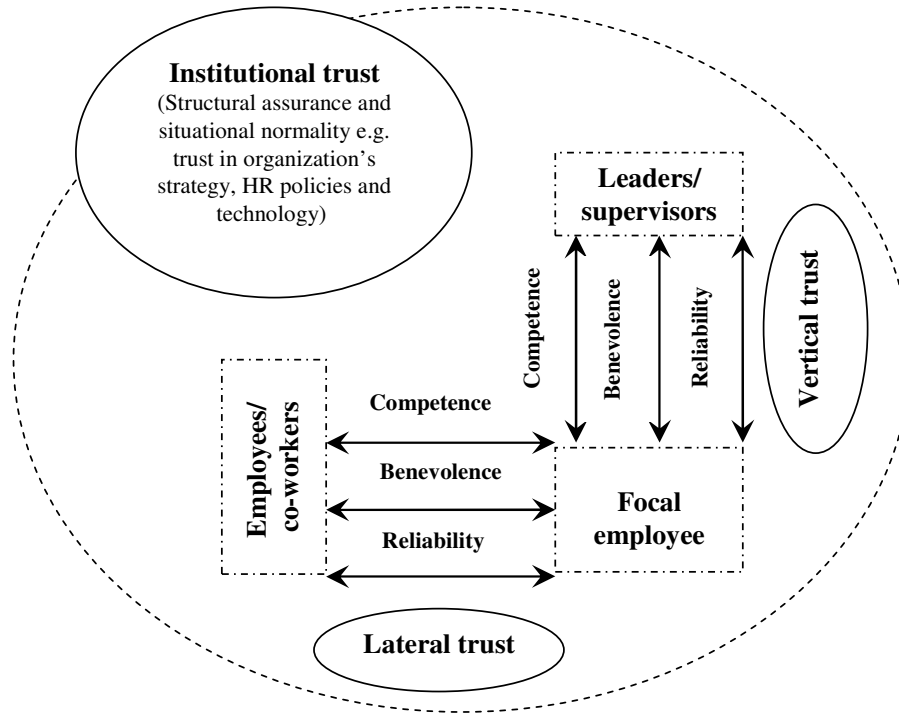 Institutional trust
(Structural assurance and
situational normality e.g.
trust in organization's
strategy, HR policies and
technology)
Leaders/
supervisors
Competence
Benevolence
Reliability
Vertical trust
Employees/
co-workers
Competence
Benevolence
Reliability
Focal
employee
Lateral trust